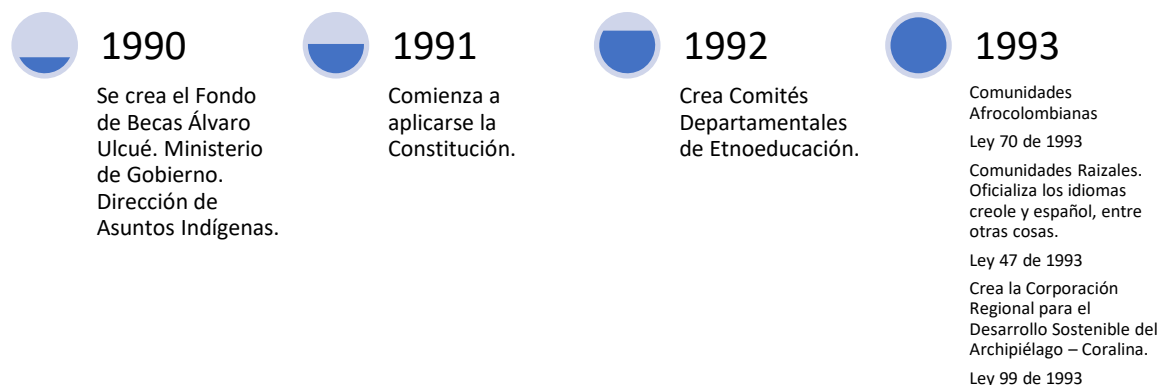 1990
Se crea el Fondo
de Becas Álvaro
Ulcué. Ministerio
de Gobierno.
Dirección de
Asuntos Indígenas.
1991
Comienza a
aplicarse la
Constitución.
1992
Crea Comités
Departamentales
de Etnoeducación.
1993
Comunidades
Afrocolombianas
Ley 70 de 1993
Comunidades Raizales.
Oficializa los idiomas
creole y español, entre
otras cosas.
Ley 47 de 1993
Crea la Corporación
Regional para el
Desarrollo Sostenible del
Archipiélago – Coralina.
Ley 99 de 1993